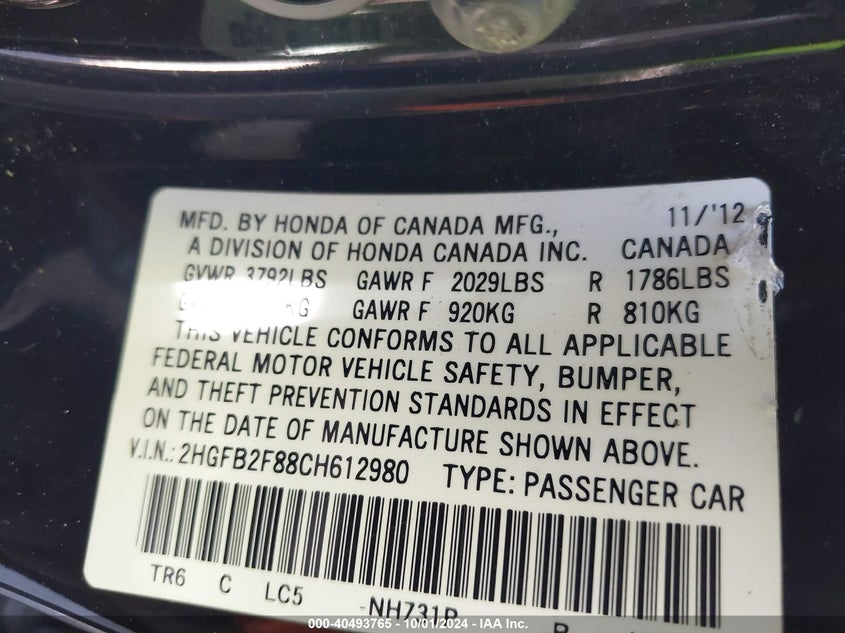 MFD. BY HONDA OF CANADA MFG., 11/'12
A DIVISION OF HONDA CANADA INC. CANADA
GVWR 3792LBS GAWR F 2029LBS R 1786LBS
KG GAWR F 920KG R 810KG
THIS VEHICLE CONFORMS TO ALL APPLICABLE
FEDERAL MOTOR VEHICLE SAFETY, BUMPER,
AND THEFT PREVENTION STANDARDS IN EFFECT
ON THE DATE OF MANUFACTURE SHOWN ABOVE.
V.I.N.: 2HGFB2F88CH612980 TYPE: PASSENGER CAR
TR6 C LC5 -NH731P
000-40493765 - 10/01/2024 - IAA Inc.